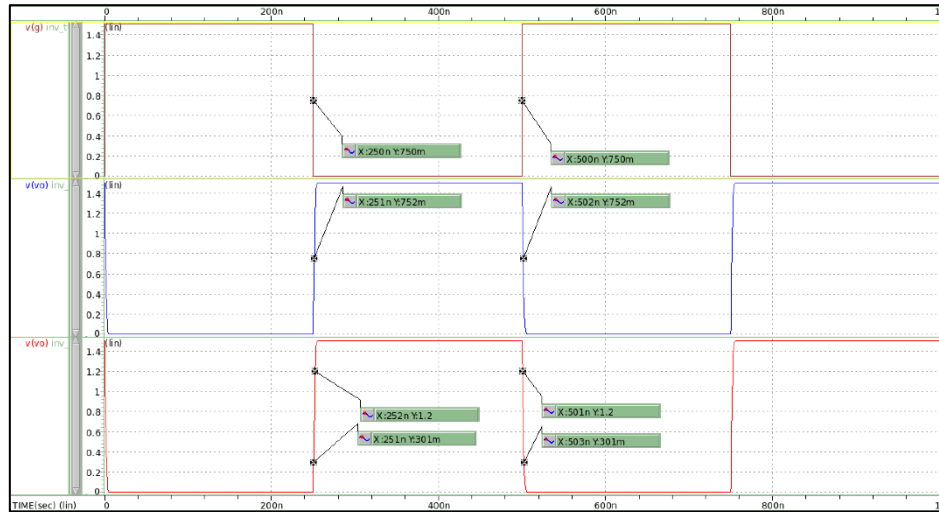 0 200n 400n 600n 800n
v(g) inv_t (lin)
1.4
1.2
1
0.8
0.6
0.4
0.2
0
X:250n Y:750m
X:500n Y:750m
v(vo) inv_ (lin)
1.4
1.2
1
0.8
0.6
0.4
0.2
0
X:251n Y:752m
X:502n Y:752m
v(vo) inv_ (lin)
1.4
1.2
1
0.8
0.6
0.4
0.2
0
X:252n Y:1.2
X:501n Y:1.2
X:251n Y:301m
X:503n Y:301m
TIME(sec) (lin) 0 200n 400n 600n 800n